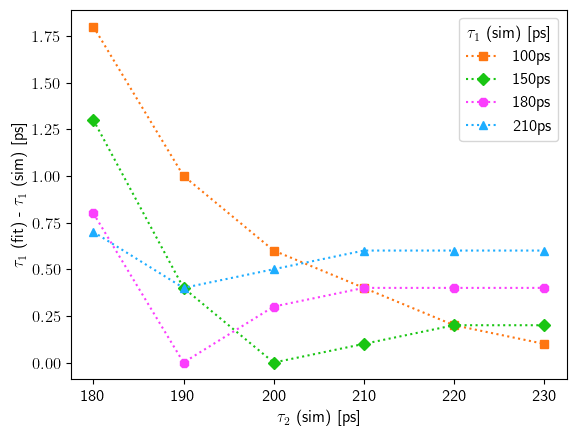 τ₁ (sim) [ps]
100ps
150ps
180ps
210ps
1.75
1.50
1.25
1.00
0.75
0.50
0.25
0.00
τ₁ (fit) - τ₁ (sim) [ps]
180 190 200 210 220 230
τ₂ (sim) [ps]